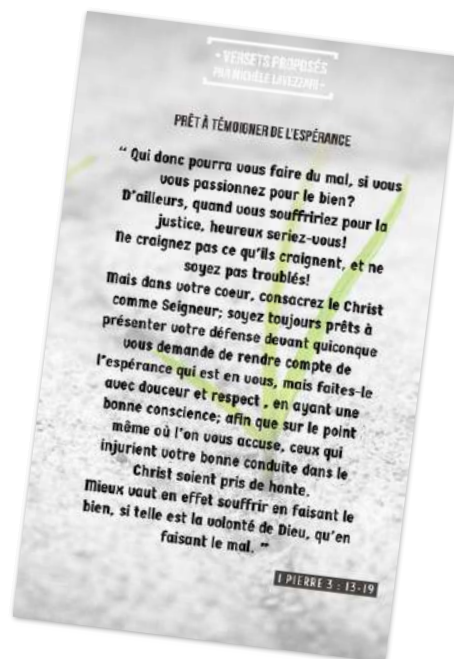 - VERSETS PROPOSÉS
PAR MICHÈLE LAVEZZARI -
PRÊT À TÉMOIGNER DE L'ESPÉRANCE
“ Qui donc pourra vous faire du mal, si vous
vous passionnez pour le bien?
D'ailleurs, quand vous souffririez pour la
justice, heureux seriez-vous!
Ne craignez pas ce qu'ils craignent, et ne
soyez pas troublés!
Mais dans votre coeur, consacrez le Christ
comme Seigneur; soyez toujours prêts à
présenter votre défense devant quiconque
vous demande de rendre compte de
l'espérance qui est en vous, mais faites-le
avec douceur et respect , en ayant une
bonne conscience; afin que sur le point
même où l'on vous accuse, ceux qui
injurient votre bonne conduite dans le
Christ soient pris de honte.
Mieux vaut en effet souffrir en faisant le
bien, si telle est la volonté de Dieu, qu'en
faisant le mal. ”
1 PIERRE 3 : 13-19